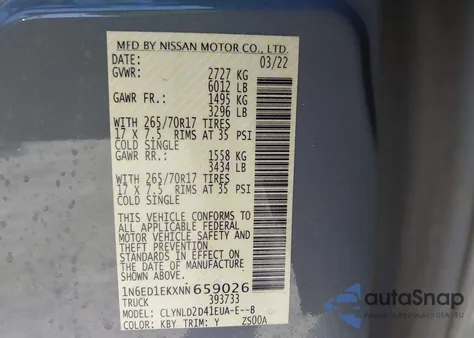 MFD BY NISSAN MOTOR CO., LTD.
DATE: 03/22
GVWR: 2727 KG
6012 LB
GAWR FR.: 1495 KG
3296 LB
WITH 265/70R17 TIRES
17 X 7.5 RIMS AT 35 PSI
COLD SINGLE
GAWR RR.: 1558 KG
3434 LB
WITH 265/70R17 TIRES
17 X 7.5 RIMS AT 35 PSI
COLD SINGLE
THIS VEHICLE CONFORMS TO
ALL APPLICABLE FEDERAL
MOTOR VEHICLE SAFETY AND
THEFT PREVENTION
STANDARDS IN EFFECT ON
THE DATE OF MANUFACTURE
SHOWN ABOVE.
1N6ED1EKXNN659026
TRUCK 393733
MODEL: CLYNLD2D41EUA-E--B
COLOR: KBY TRIM: Y ZS00A
autoSnap